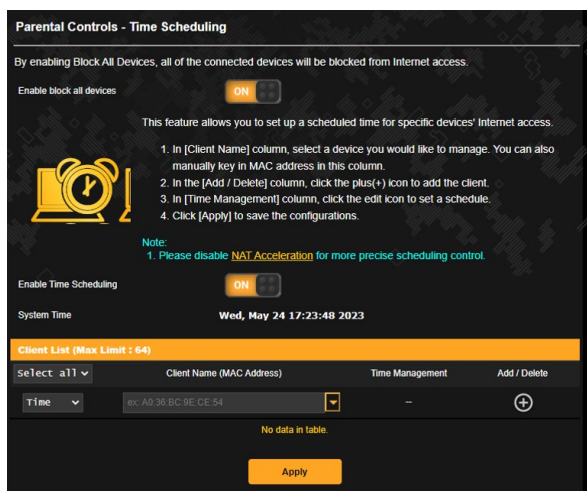 Parental Controls - Time Scheduling
By enabling Block All Devices, all of the connected devices will be blocked from Internet access.
Enable block all devices
ON
This feature allows you to set up a scheduled time for specific devices' Internet access.
1. In [Client Name] column, select a device you would like to manage. You can also
manually key in MAC address in this column.
2. In the [Add / Delete] column, click the plus(+) icon to add the client.
3. In [Time Management] column, click the edit icon to set a schedule.
4. Click [Apply] to save the configurations.
Note:
1. Please disable NAT Acceleration for more precise scheduling control.
Enable Time Scheduling
ON
System Time
Wed, May 24 17:23:48 2023
Client List (Max Limit : 64)
Select all
Client Name (MAC Address)
Time Management
Add / Delete
Time
ex: A0:36:BC:9E:CE:54
--
No data in table.
Apply